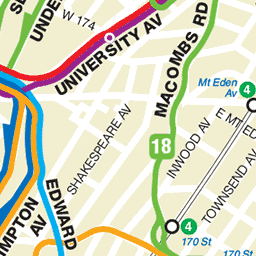 W 174
UNIVERSITY AV
MACOMBS RD
Mt Eden
Av
4
E MT
SHAKESPEARE AV
18
INWOOD AV
TOWNSEND AV
EDWARD
AV
4
170 St
170 St